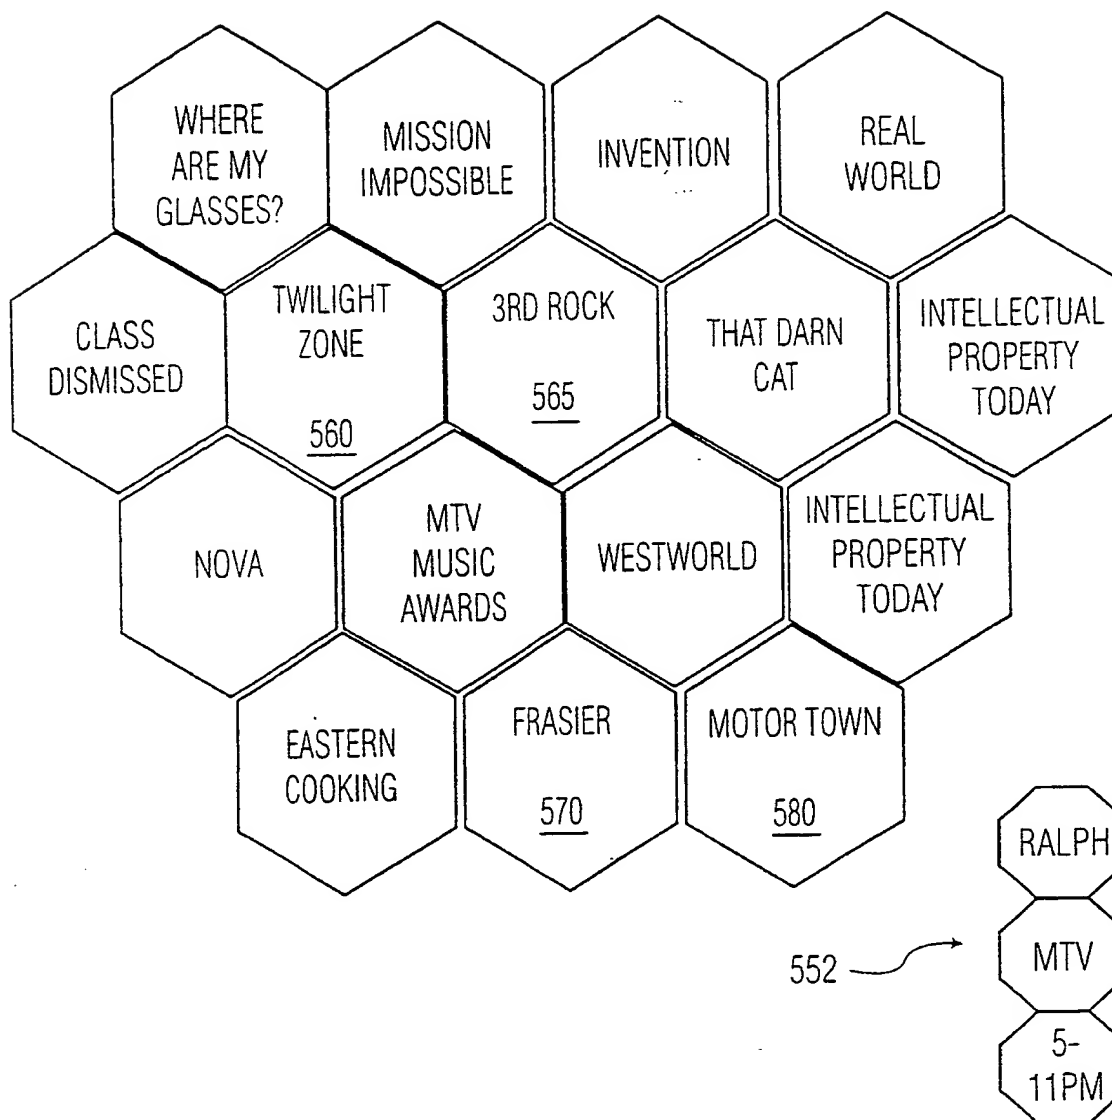 WHERE
ARE MY
GLASSES?
MISSION
IMPOSSIBLE
INVENTION
REAL
WORLD
CLASS
DISMISSED
TWILIGHT
ZONE
560
3RD ROCK
565
THAT DARN
CAT
INTELLECTUAL
PROPERTY
TODAY
NOVA
MTV
MUSIC
AWARDS
WESTWORLD
INTELLECTUAL
PROPERTY
TODAY
EASTERN
COOKING
FRASIER
570
MOTOR TOWN
580
552
RALPH
MTV
5-
11PM